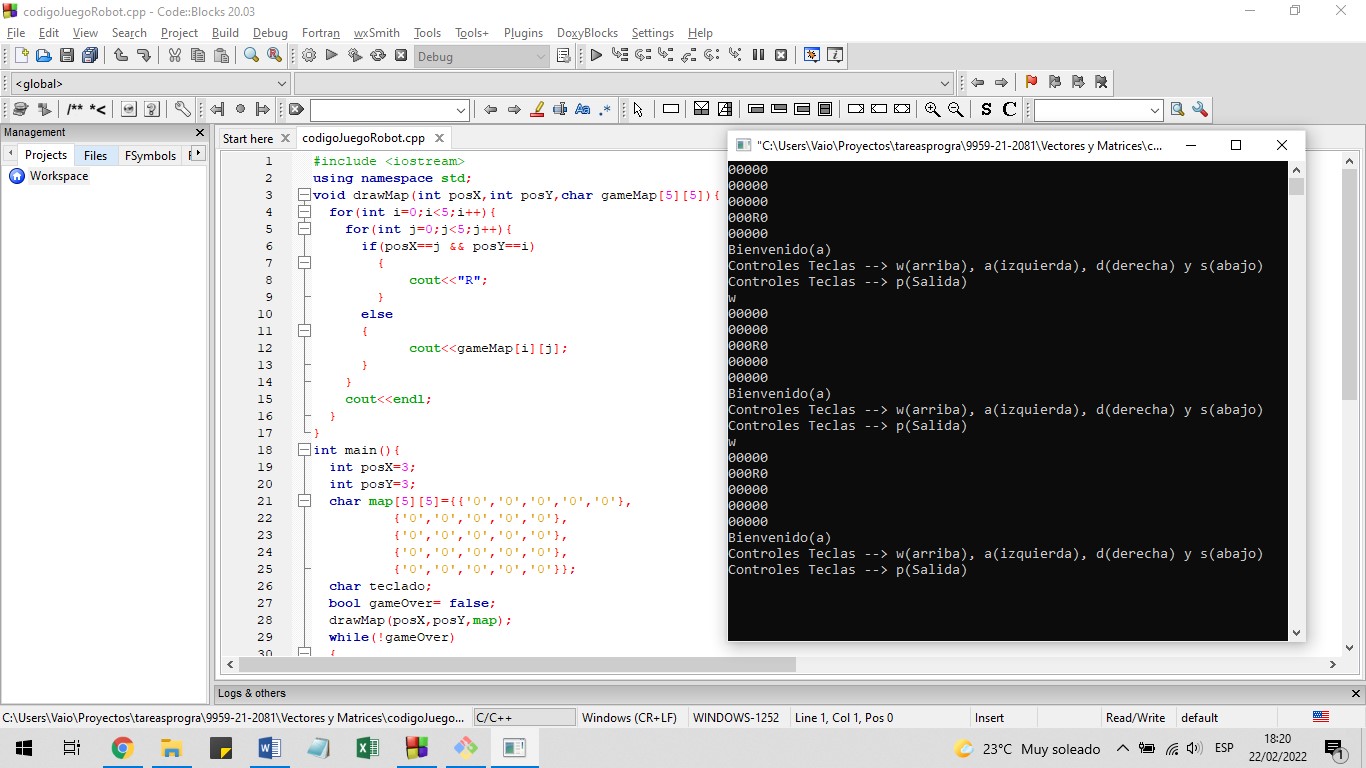 codigoJuegoRobot.cpp - Code::Blocks 20.03
File Edit View Search Project Build Debug Fortran wxSmith Tools Tools+ Plugins DoxyBlocks Settings Help
Debug
<global>
/** *< Aa .* S C
Management
Projects Files FSymbols
Workspace
Start here codigoJuegoRobot.cpp
1 #include <iostream>
2 using namespace std;
3 void drawMap(int posX,int posY,char gameMap[5][5]){
4 for(int i=0;i<5;i++){
5 for(int j=0;j<5;j++){
6 if(posX==j && posY==i)
7 {
8 cout<<"R";
9 }
10 else
11 {
12 cout<<gameMap[i][j];
13 }
14 }
15 cout<<endl;
16 }
17 }
18 int main(){
19 int posX=3;
20 int posY=3;
21 char map[5][5]={{'0','0','0','0','0'},
22 {'0','0','0','0','0'},
23 {'0','0','0','0','0'},
24 {'0','0','0','0','0'},
25 {'0','0','0','0','0'}};
26 char teclado;
27 bool gameOver= false;
28 drawMap(posX,posY,map);
29 while(!gameOver)
30 {
"C:\Users\Vaio\Proyectos\tareasprogra\9959-21-2081\Vectores y Matrices\c...
00000
00000
00000
000R0
00000
Bienvenido(a)
Controles Teclas --> w(arriba), a(izquierda), d(derecha) y s(abajo)
Controles Teclas --> p(Salida)
w
00000
00000
000R0
00000
00000
Bienvenido(a)
Controles Teclas --> w(arriba), a(izquierda), d(derecha) y s(abajo)
Controles Teclas --> p(Salida)
w
00000
000R0
00000
00000
00000
Bienvenido(a)
Controles Teclas --> w(arriba), a(izquierda), d(derecha) y s(abajo)
Controles Teclas --> p(Salida)
Logs & others
C:\Users\Vaio\Proyectos\tareasprogra\9959-21-2081\Vectores y Matrices\codigoJuego... C/C++ Windows (CR+LF) WINDOWS-1252 Line 1, Col 1, Pos 0 Insert Read/Write default
23°C Muy soleado ESP 18:20
22/02/2022 1